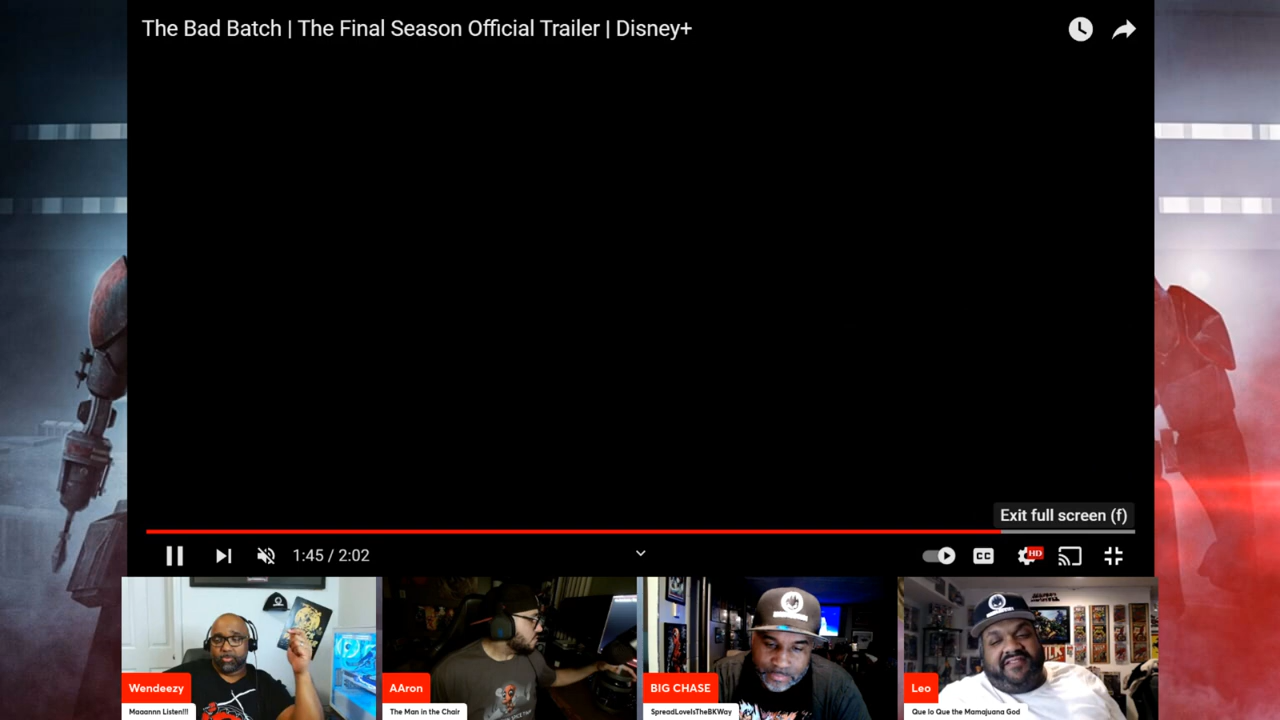 The Bad Batch | The Final Season Official Trailer | Disney+
Exit full screen (f)
1:45 / 2:02
CC
HD
Wendeezy
Maaannn Listen!!!
AAron
The Man in the Chair
BIG CHASE
SpreadLoveIsTheBKWay
Leo
Que lo Que the Mamajuana God